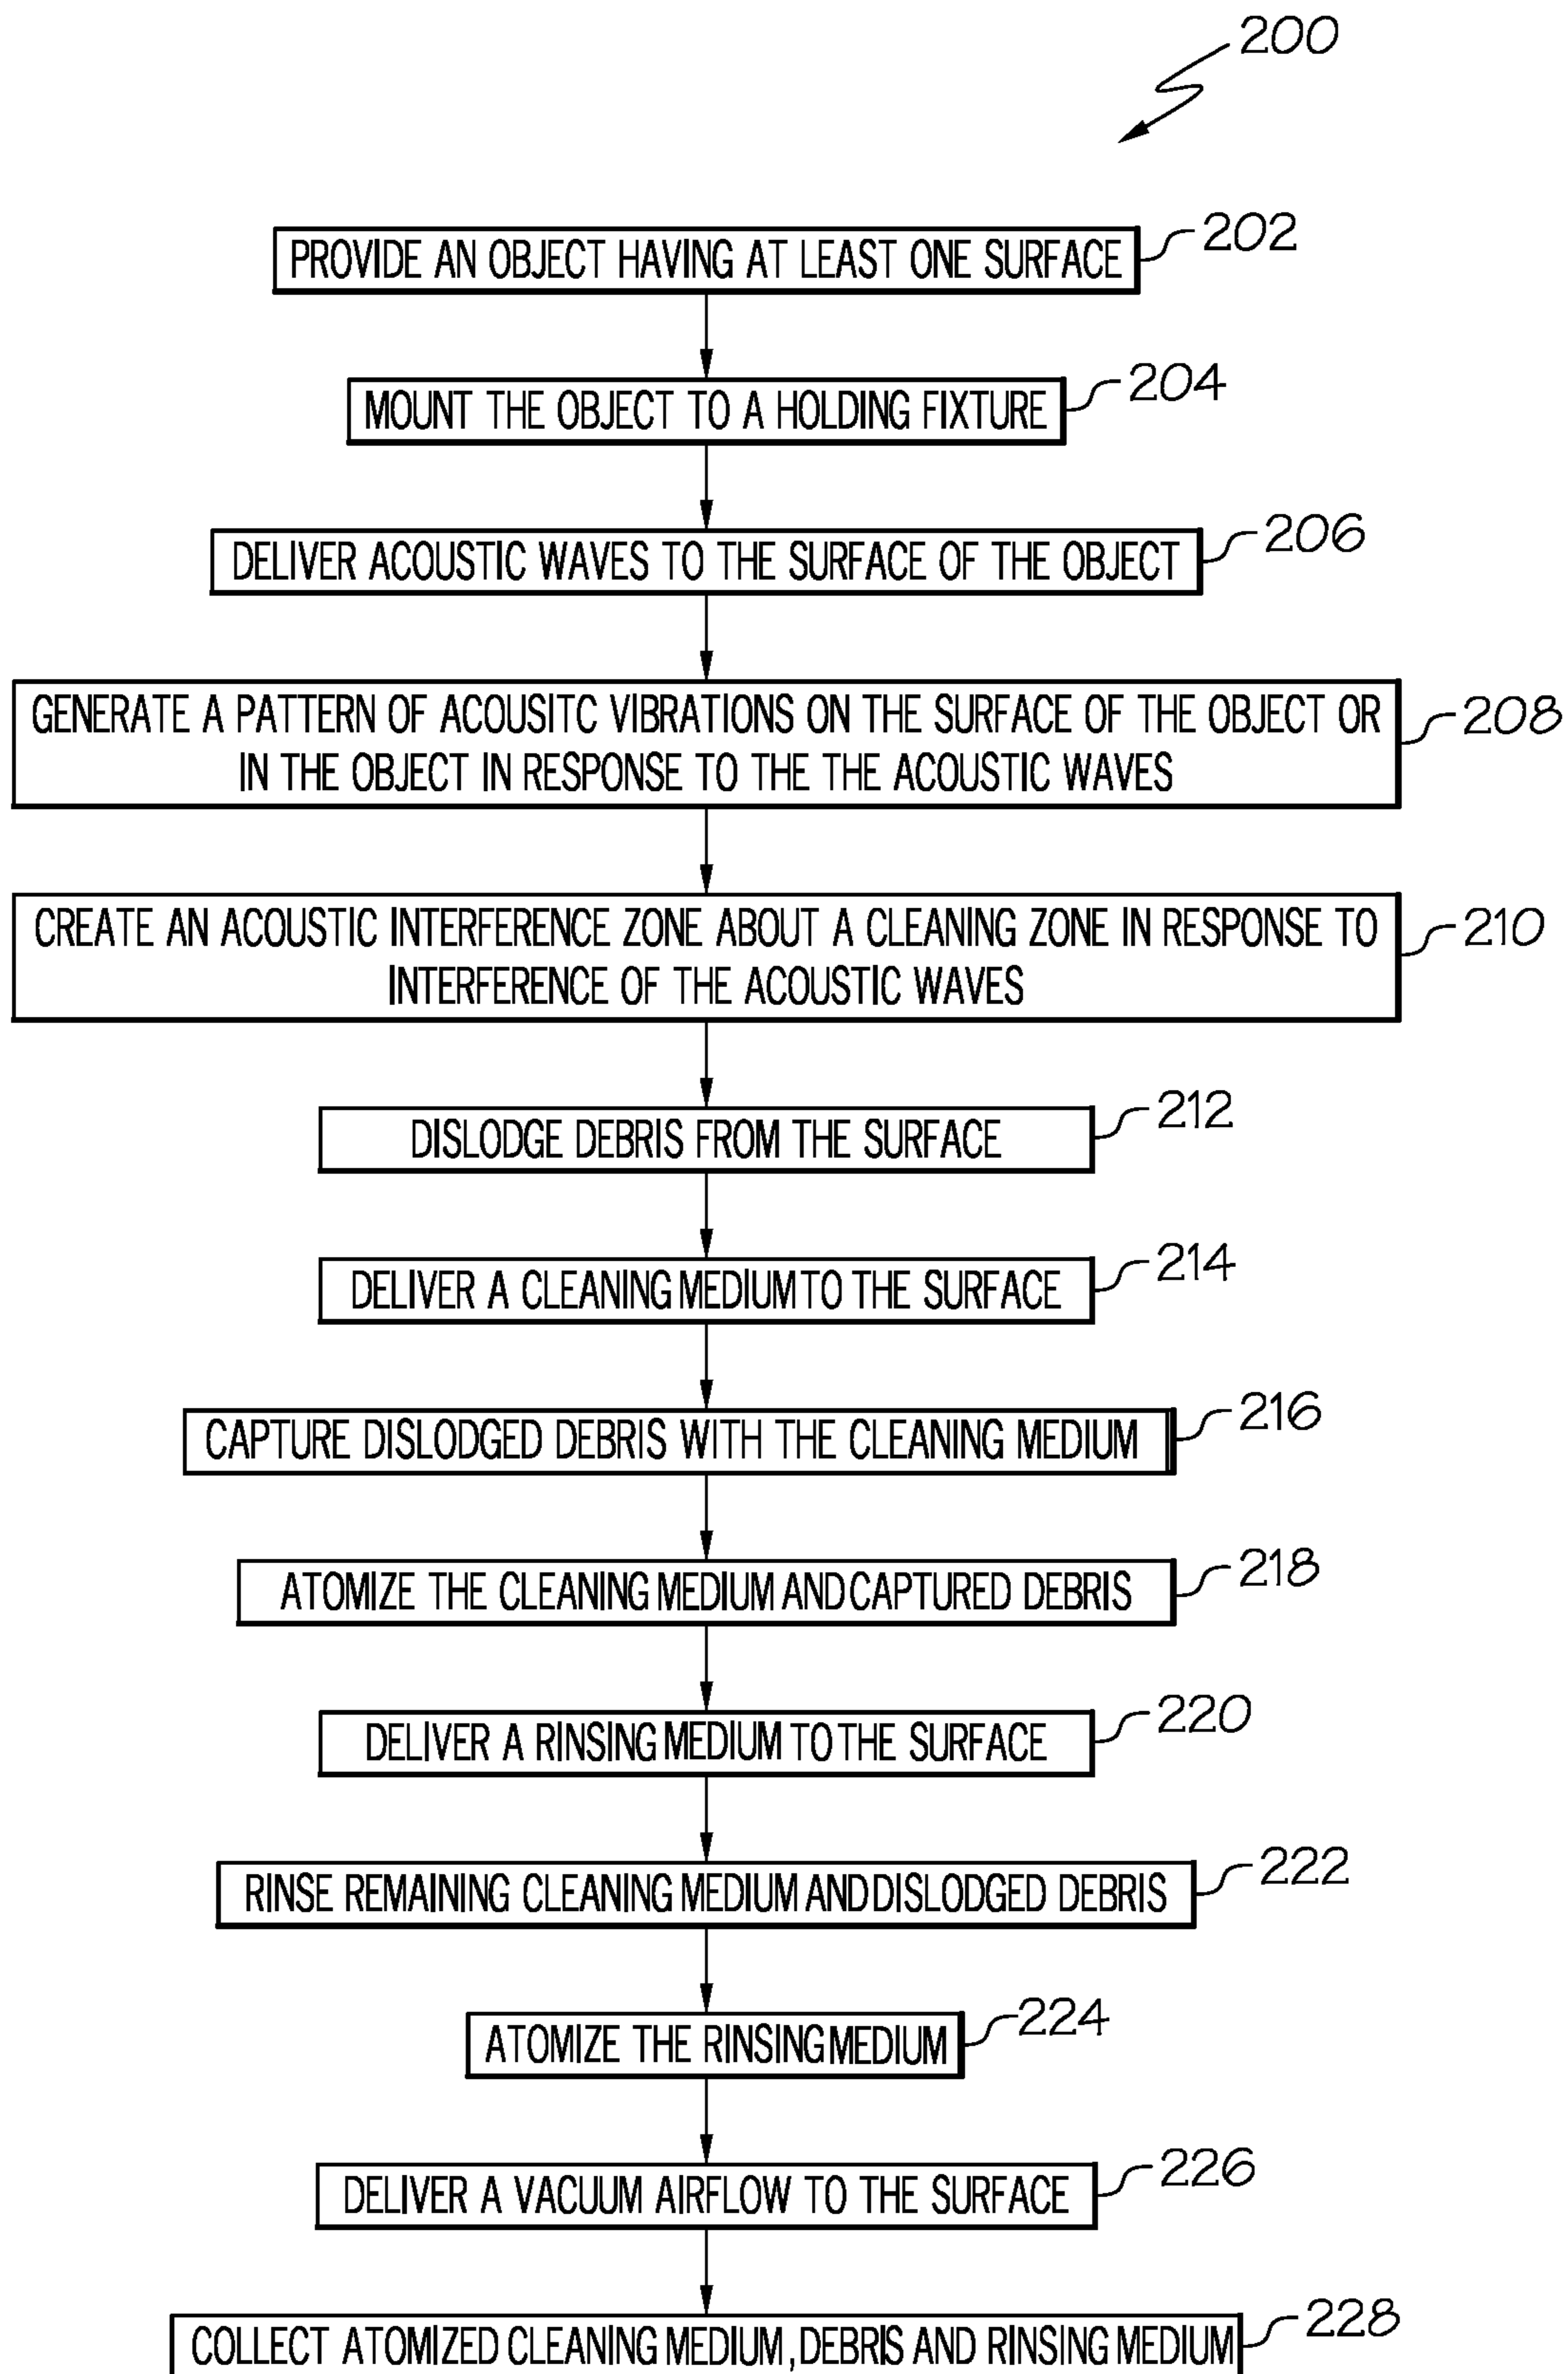 200
PROVIDE AN OBJECT HAVING AT LEAST ONE SURFACE
202
MOUNT THE OBJECT TO A HOLDING FIXTURE
204
DELIVER ACOUSTIC WAVES TO THE SURFACE OF THE OBJECT
206
GENERATE A PATTERN OF ACOUSITC VIBRATIONS ON THE SURFACE OF THE OBJECT OR
IN THE OBJECT IN RESPONSE TO THE THE ACOUSTIC WAVES
208
CREATE AN ACOUSTIC INTERFERENCE ZONE ABOUT A CLEANING ZONE IN RESPONSE TO
INTERFERENCE OF THE ACOUSTIC WAVES
210
DISLODGE DEBRIS FROM THE SURFACE
212
DELIVER A CLEANING MEDIUM TO THE SURFACE
214
CAPTURE DISLODGED DEBRIS WITH THE CLEANING MEDIUM
216
ATOMIZE THE CLEANING MEDIUM AND CAPTURED DEBRIS
218
DELIVER A RINSING MEDIUM TO THE SURFACE
220
RINSE REMAINING CLEANING MEDIUM AND DISLODGED DEBRIS
222
ATOMIZE THE RINSING MEDIUM
224
DELIVER A VACUUM AIRFLOW TO THE SURFACE
226
COLLECT ATOMIZED CLEANING MEDIUM, DEBRIS AND RINSING MEDIUM
228